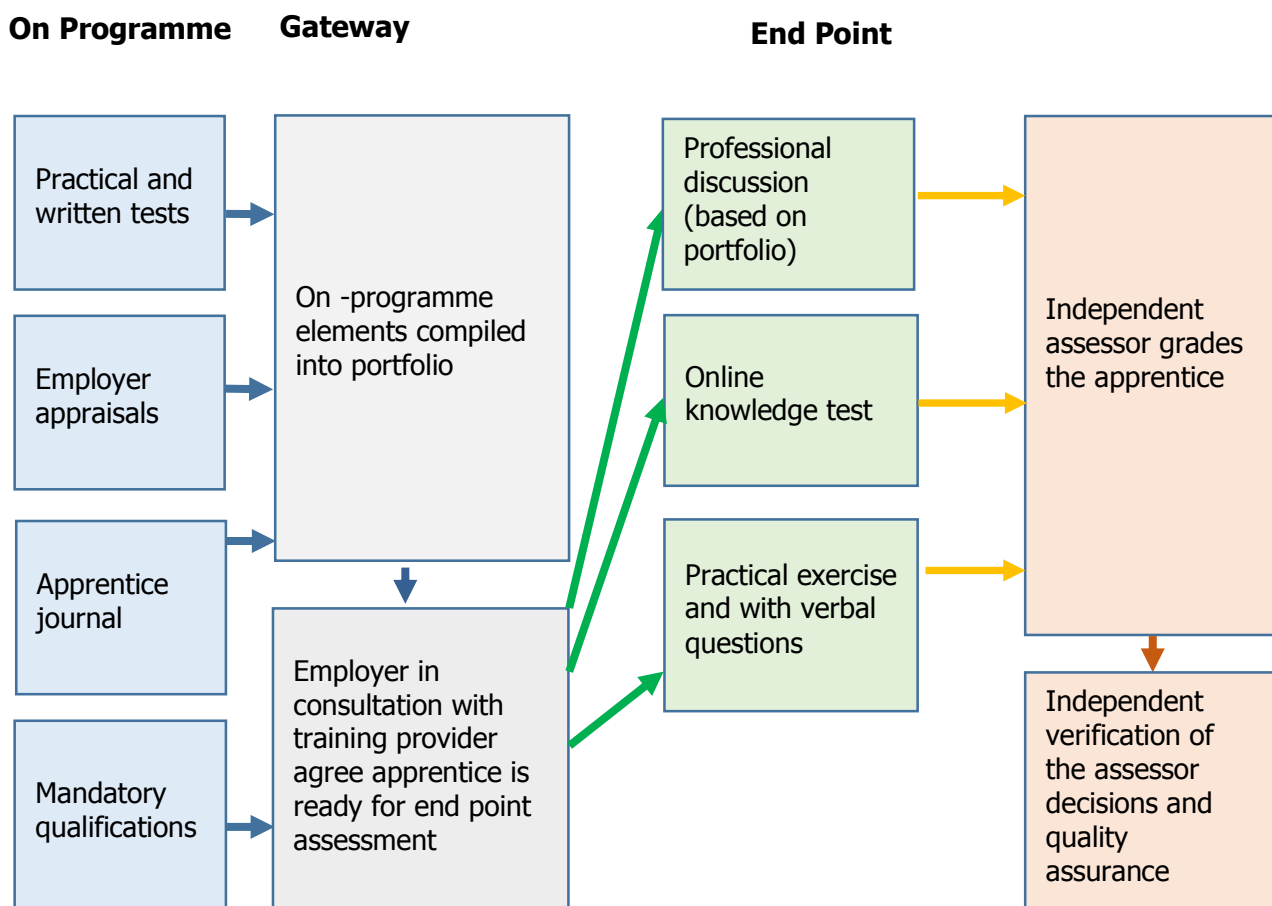 On Programme
Gateway
End Point
Practical and
written tests
Employer
appraisals
Apprentice
journal
Mandatory
qualifications
On -programme
elements compiled
into portfolio
Employer in
consultation with
training provider
agree apprentice is
ready for end point
assessment
Professional
discussion
(based on
portfolio)
Online
knowledge test
Practical exercise
and with verbal
questions
Independent
assessor grades
the apprentice
Independent
verification of
the assessor
decisions and
quality
assurance